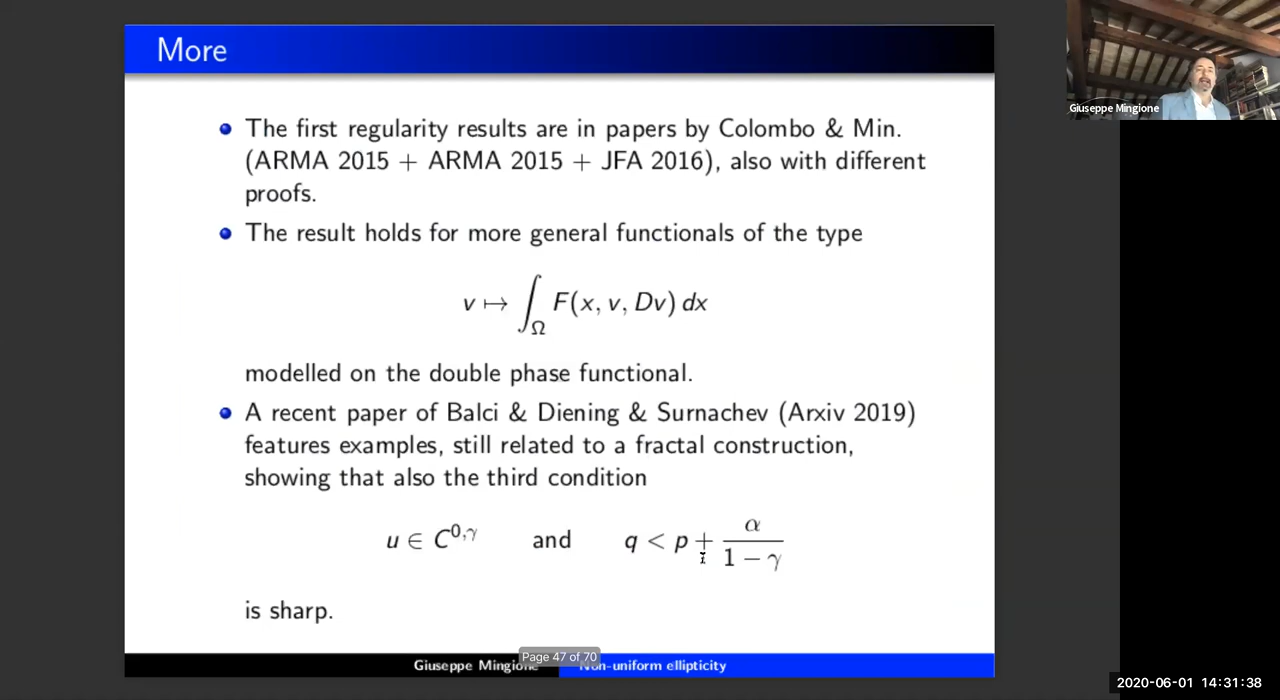 More
Giuseppe Mingione
The first regularity results are in papers by Colombo & Min.
(ARMA 2015 + ARMA 2015 + JFA 2016), also with different
proofs.
The result holds for more general functionals of the type
v ↦ ∫_Ω F(x, v, Dv) dx
modelled on the double phase functional.
A recent paper of Balci & Diening & Surnachev (Arxiv 2019)
features examples, still related to a fractal construction,
showing that also the third condition
u ∈ C^{0,γ} and q < p + α/(1 − γ)
is sharp.
Page 47 of 70
Giuseppe Mingione Non-uniform ellipticity
2020-06-01 14:31:38